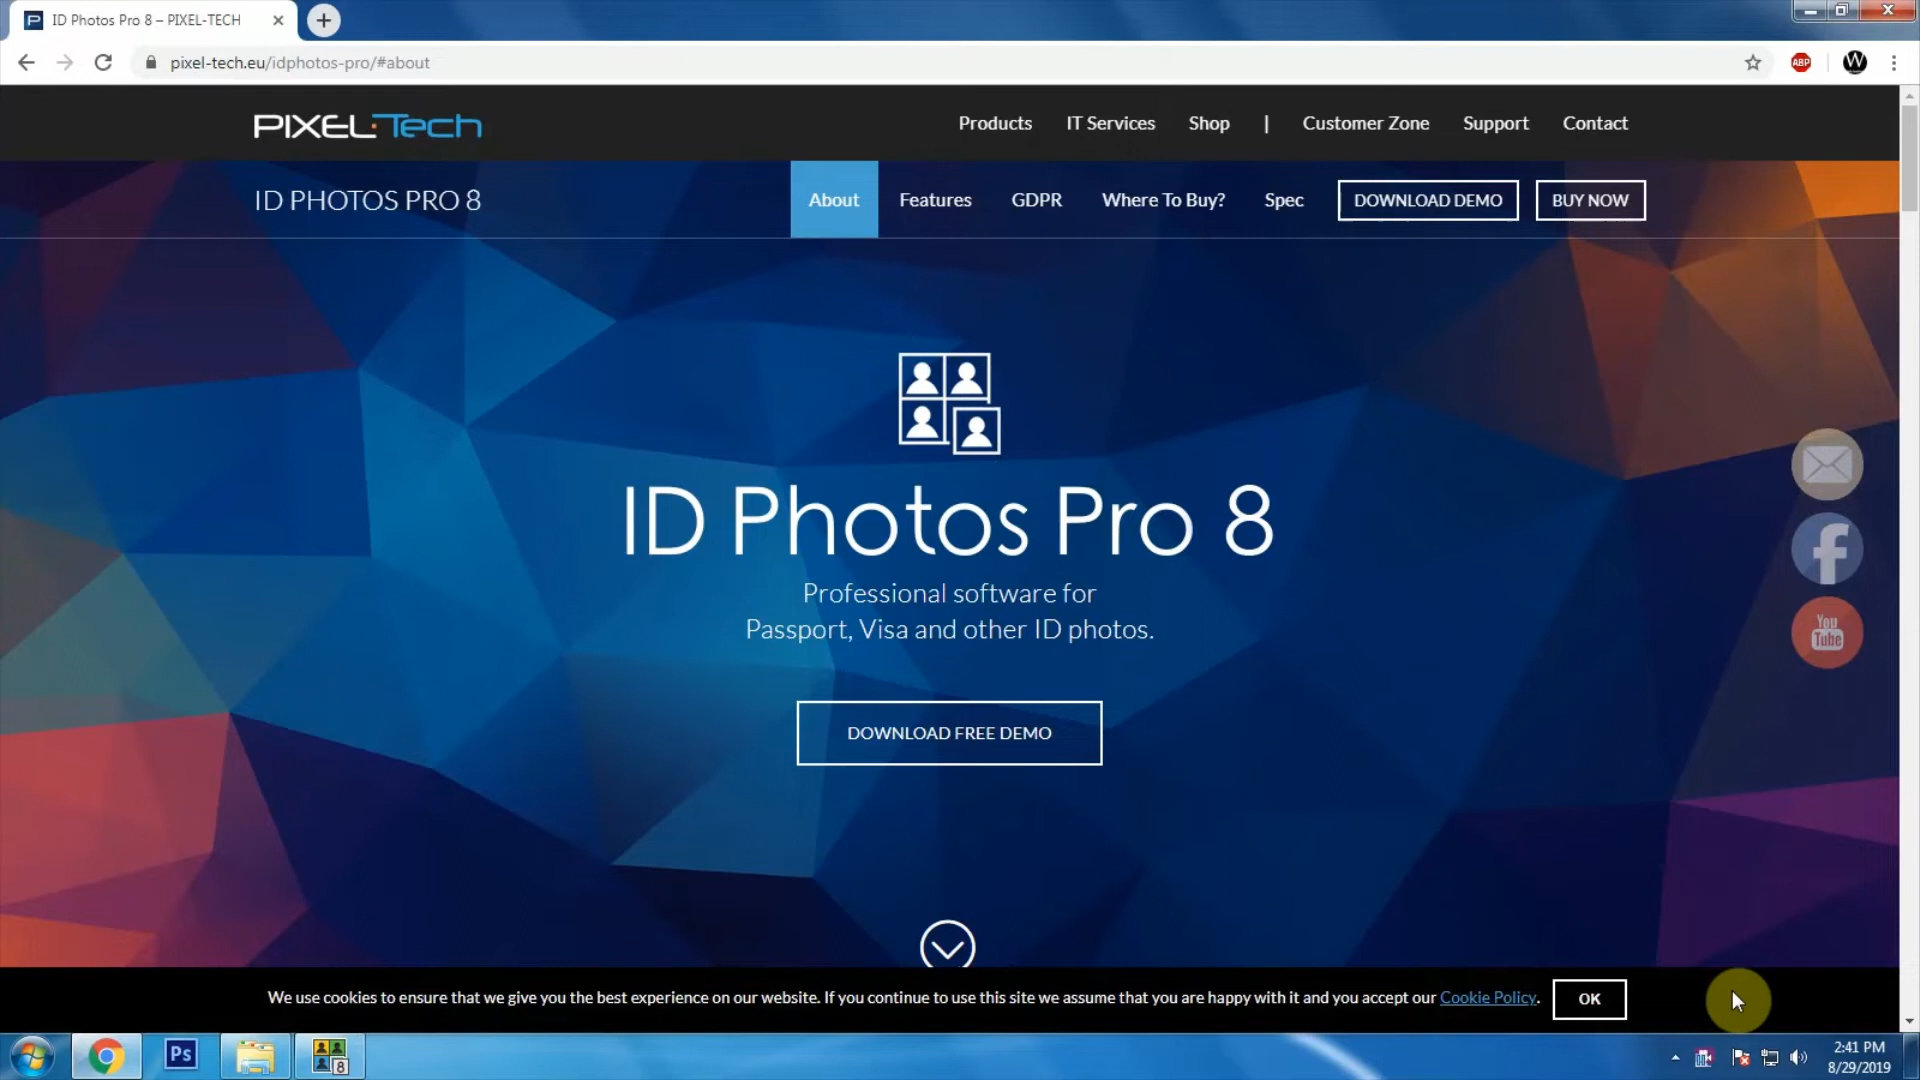 ID Photos Pro 8 – PIXEL-TECH
pixel-tech.eu/idphotos-pro/#about
ABP
W
PIXEL·Tech
Products
IT Services
Shop
|
Customer Zone
Support
Contact
ID PHOTOS PRO 8
About
Features
GDPR
Where To Buy?
Spec
DOWNLOAD DEMO
BUY NOW
ID Photos Pro 8
Professional software for
Passport, Visa and other ID photos.
DOWNLOAD FREE DEMO
f
You
Tube
We use cookies to ensure that we give you the best experience on our website. If you continue to use this site we assume that you are happy with it and you accept our Cookie Policy.
OK
Ps
8
2:41 PM
8/29/2019